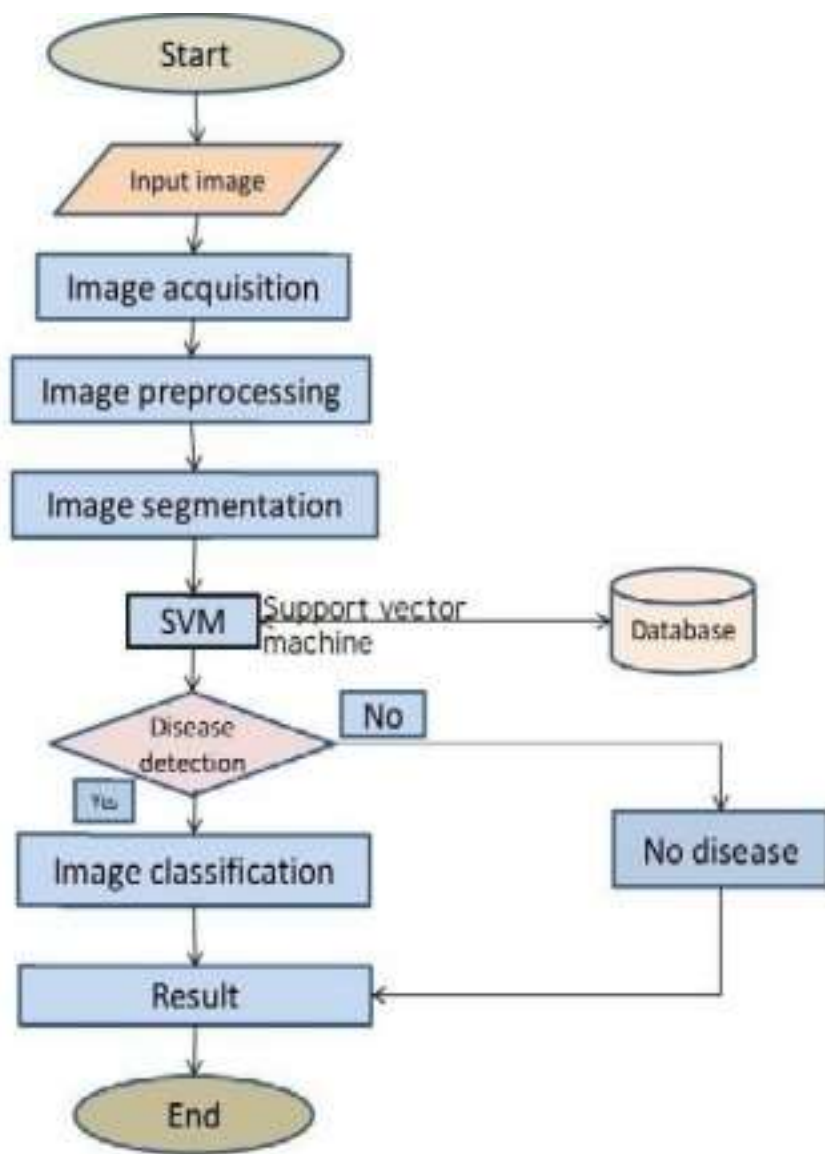 Start
Input image
Image acquisition
Image preprocessing
Image segmentation
SVM
Support vector
machine
Database
Disease
detection
No
Image classification
No disease
Result
End